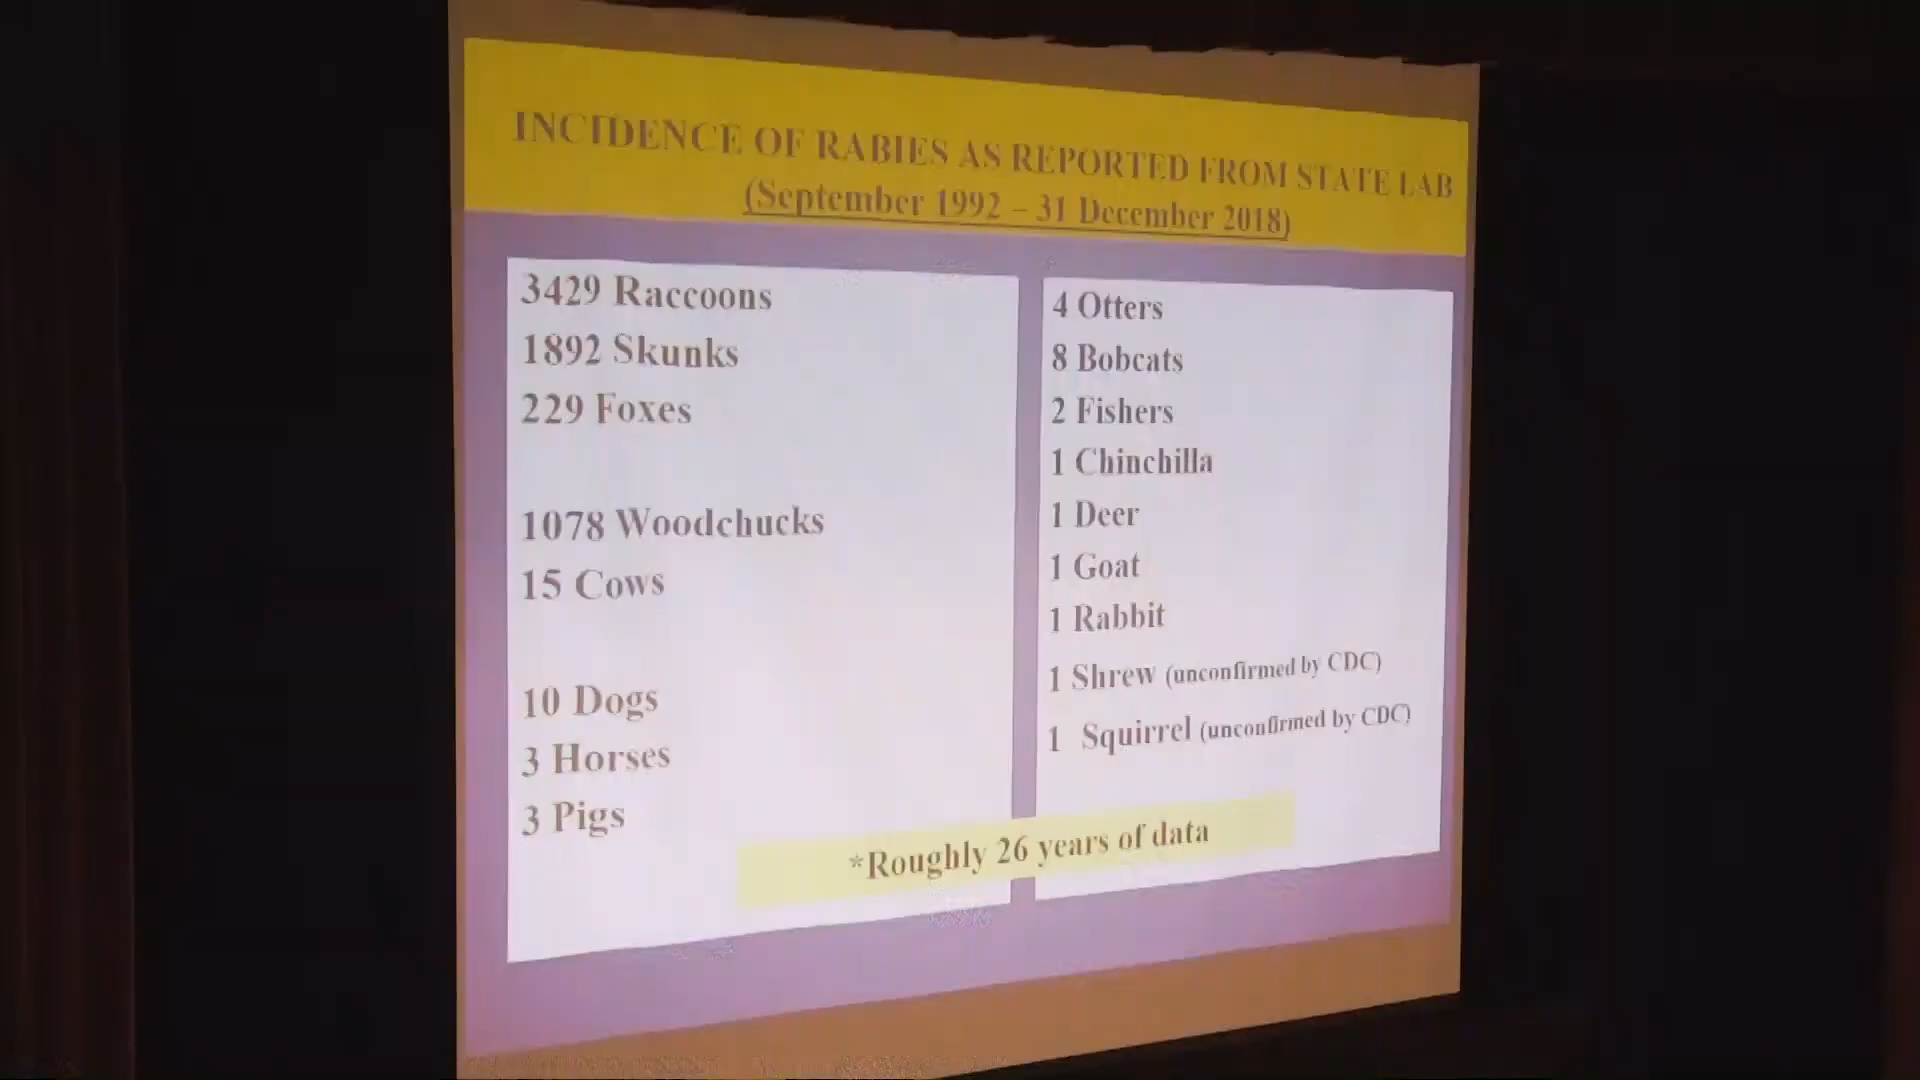 INCIDENCE OF RABIES AS REPORTED FROM STATE LAB
(September 1992 – 31 December 2018)
3429 Raccoons
1892 Skunks
229 Foxes
1078 Woodchucks
15 Cows
10 Dogs
3 Horses
3 Pigs
4 Otters
8 Bobcats
2 Fishers
1 Chinchilla
1 Deer
1 Goat
1 Rabbit
1 Shrew (unconfirmed by CDC)
1 Squirrel (unconfirmed by CDC)
*Roughly 26 years of data